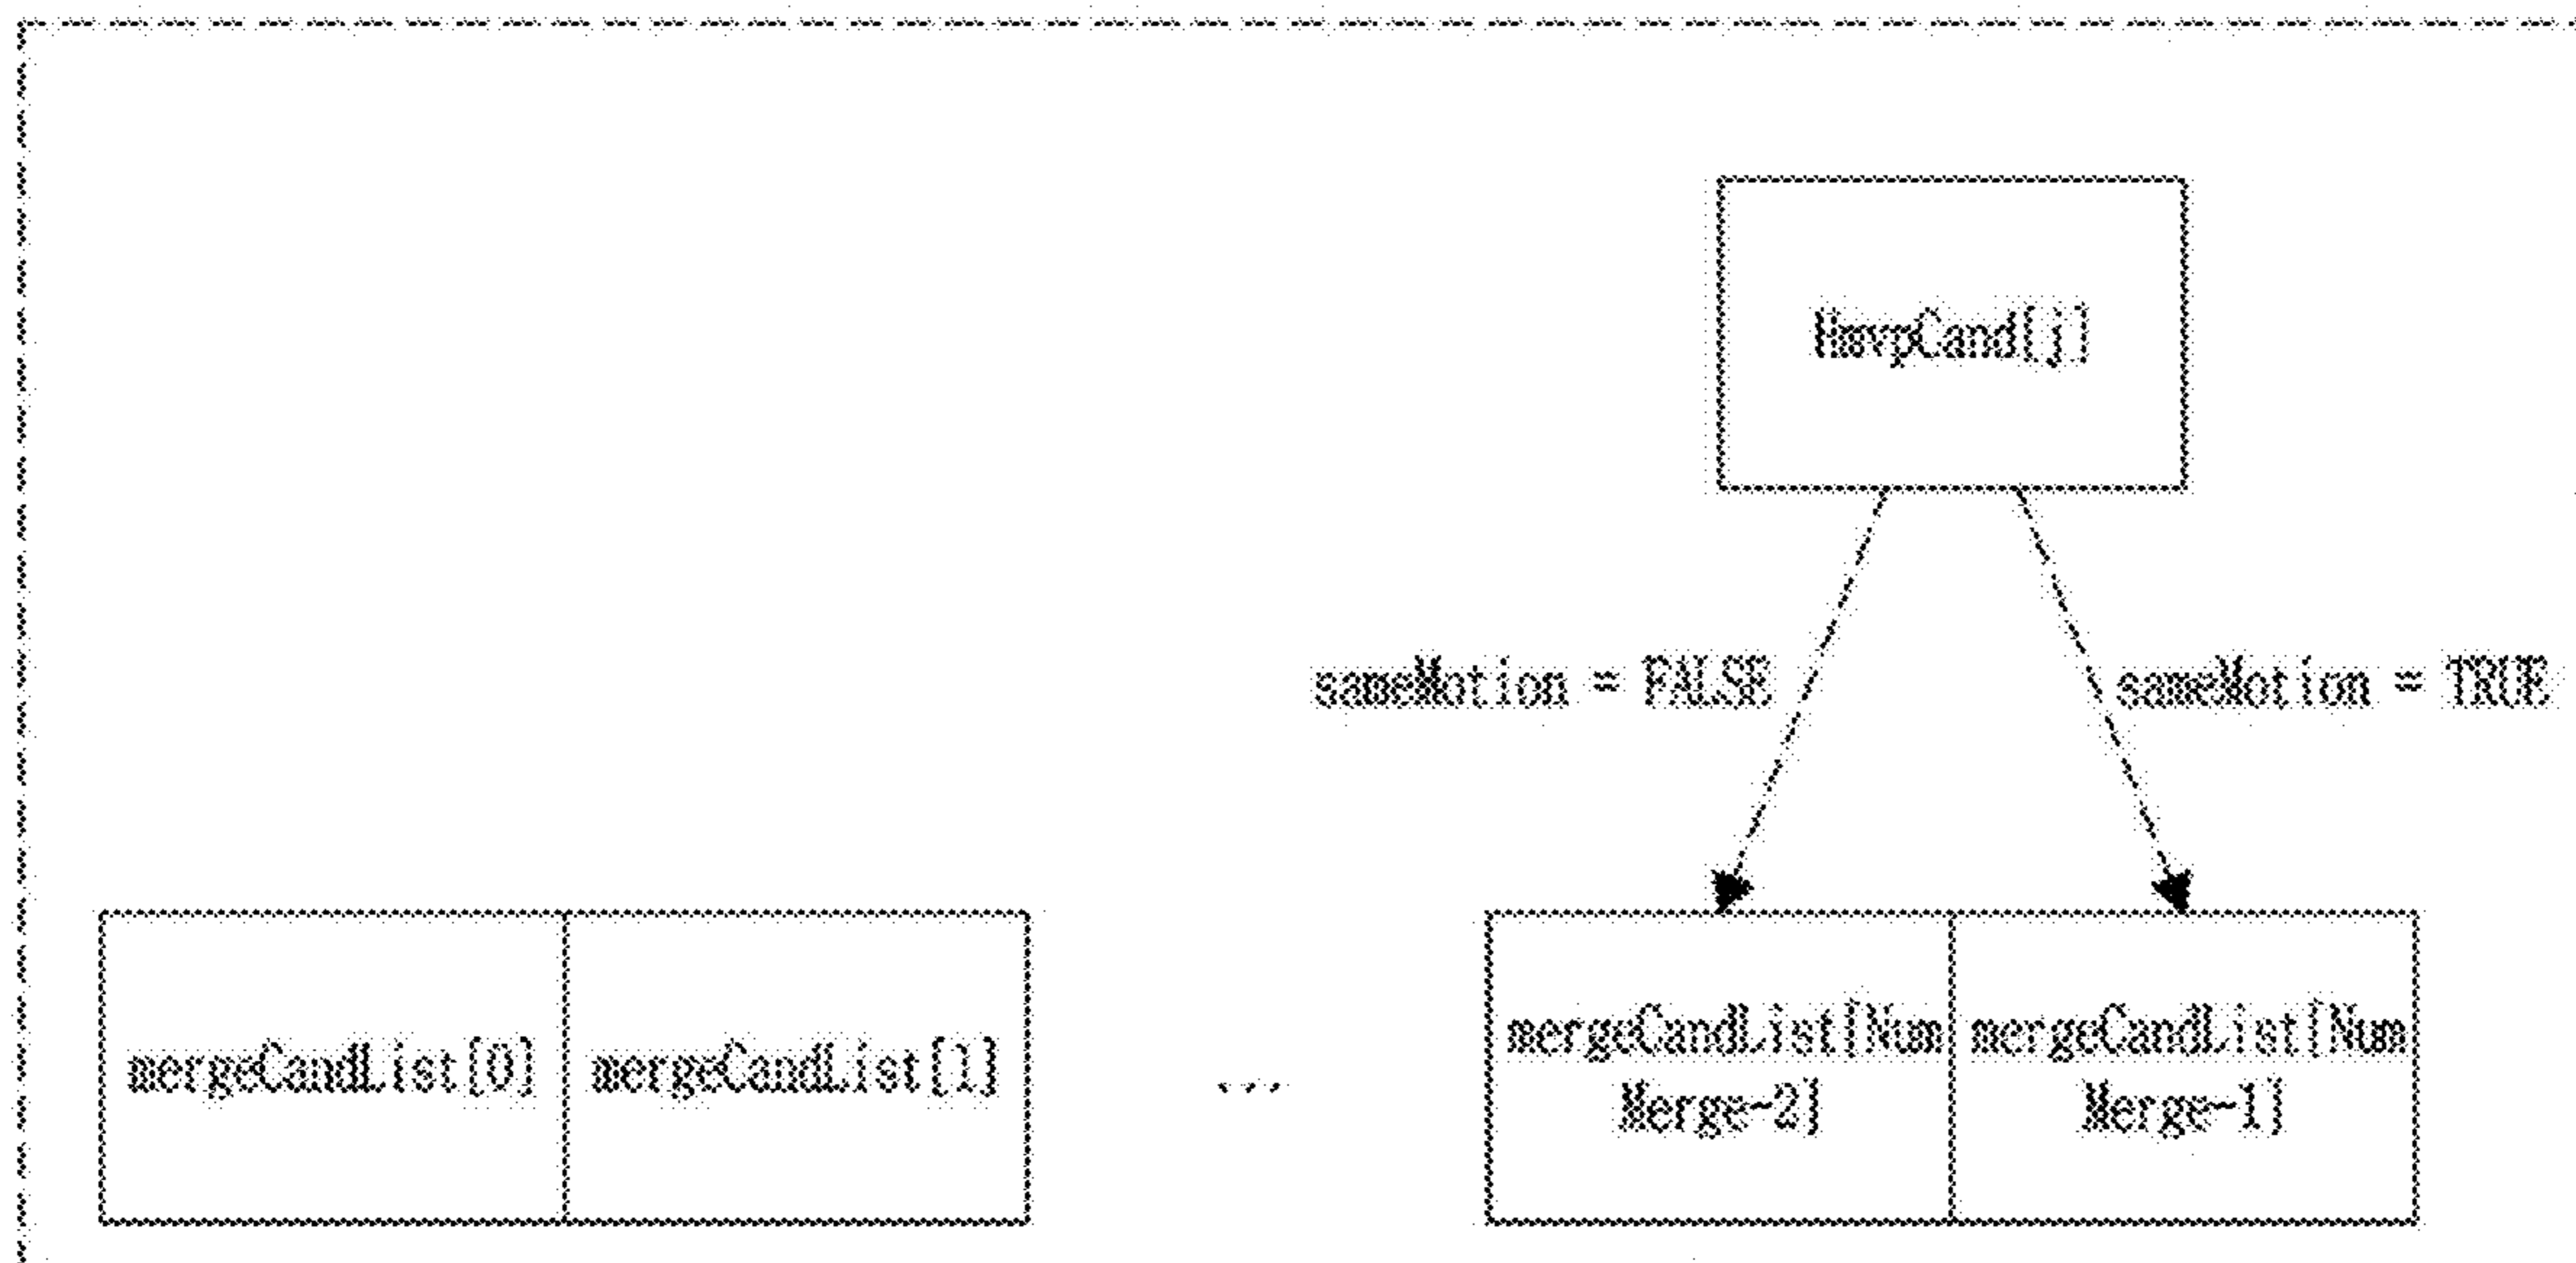 HmvpCand[j]
sameMotion = FALSE
sameMotion = TRUE
mergeCandList[0]
mergeCandList[1]
...
mergeCandList[Num
Merge-2]
mergeCandList[Num
Merge-1]